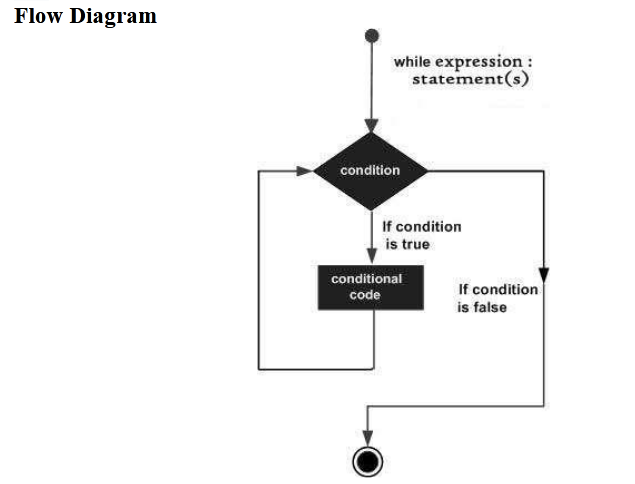 Flow Diagram
while expression :
statement(s)
condition
If condition
is true
conditional
code
If condition
is false